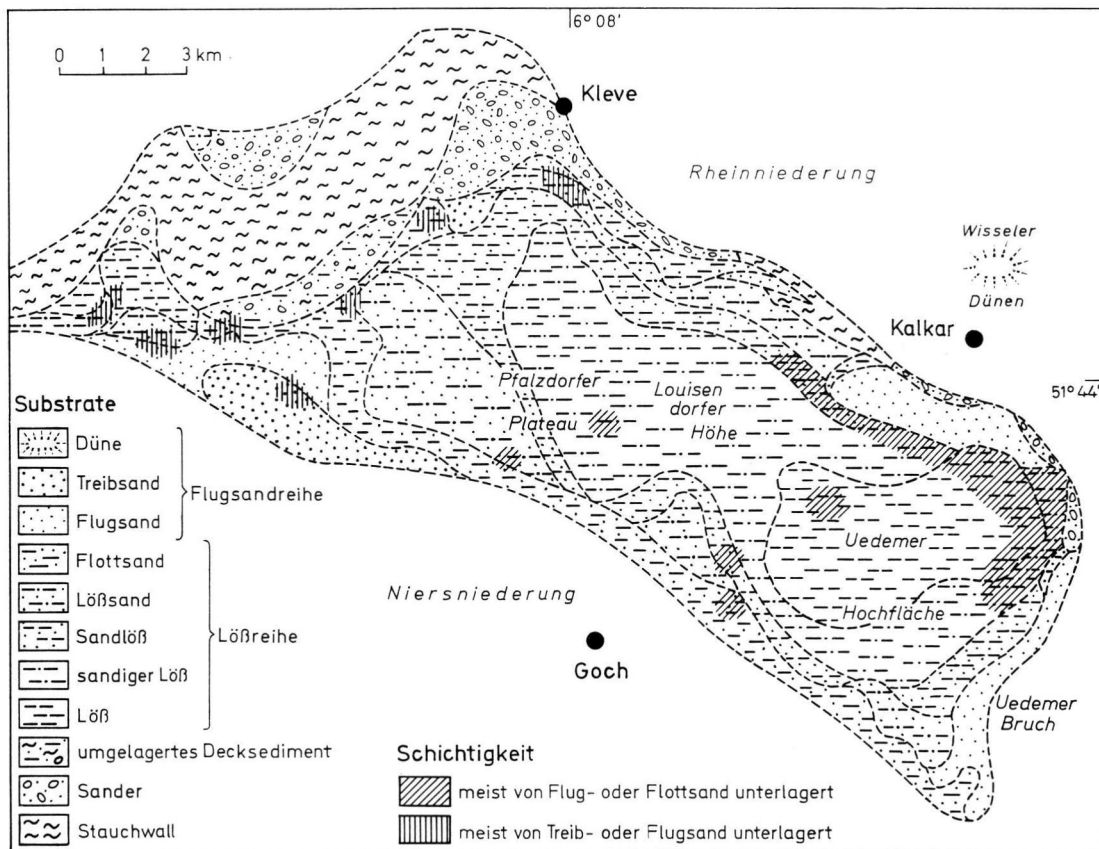 6° 08'
0 1 2 3 km
Kleve
Rheinniederung
Wisseler
Dünen
Kalkar
51° 44'
Pfalzdorfer
Plateau
Louisen
dorfer
Höhe
Uedemer
Hochfläche
Niersniederung
Goch
Uedemer
Bruch
Substrate
Düne
Treibsand
Flugsand
Flugsandreihe
Flottsand
Lößsand
Sandlöß
sandiger Löß
Löß
Lößreihe
umgelagertes Decksediment
Sander
Stauchwall
Schichtigkeit
meist von Flug- oder Flottsand unterlagert
meist von Treib- oder Flugsand unterlagert